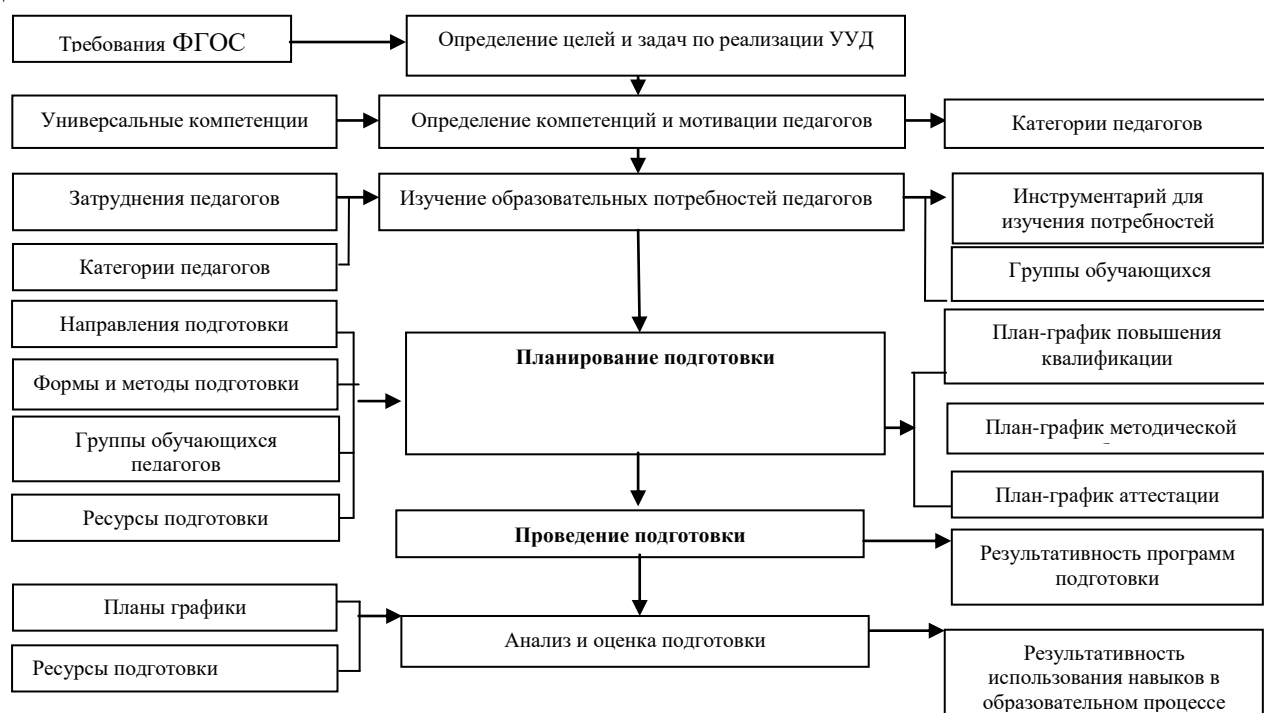 Требования ФГОС
Определение целей и задач по реализации УУД
Универсальные компетенции
Определение компетенций и мотивации педагогов
Категории педагогов
Затруднения педагогов
Изучение образовательных потребностей педагогов
Инструментарий для
изучения потребностей
Категории педагогов
Группы обучающихся
Направления подготовки
Формы и методы подготовки
Группы обучающихся
педагогов
Ресурсы подготовки
Планирование подготовки
План-график повышения
квалификации
План-график методической
План-график аттестации
Проведение подготовки
Результативность программ
подготовки
Планы графики
Ресурсы подготовки
Анализ и оценка подготовки
Результативность
использования навыков в
образовательном процессе